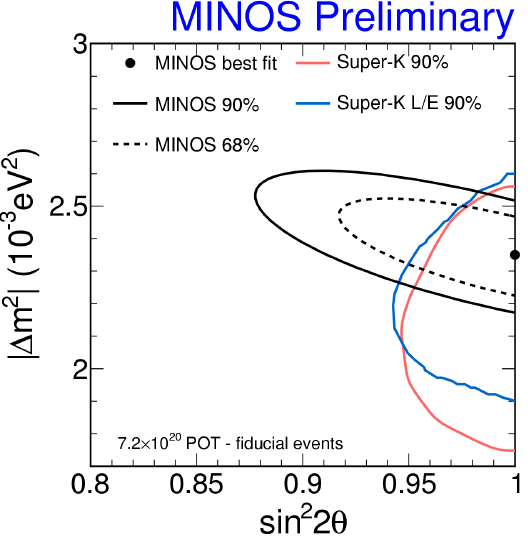 MINOS Preliminary
3
MINOS best fit
Super-K 90%
MINOS 90%
Super-K L/E 90%
MINOS 68%
|Δm²| (10⁻³eV²)
2.5
2
7.2×10²⁰ POT - fiducial events
0.8
0.85
0.9
0.95
1
sin²2θ